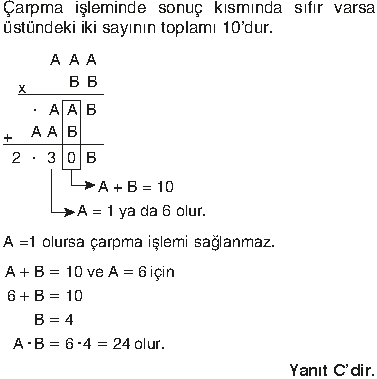 Çarpma işleminde sonuç kısmında sıfır varsa
üstündeki iki sayının toplamı 10'dur.
A A A
B B
x
· A A B
+ A A B
2 · 3 0 B
A + B = 10
A = 1 ya da 6 olur.
A =1 olursa çarpma işlemi sağlanmaz.
A + B = 10 ve A = 6 için
6 + B = 10
B = 4
A · B = 6 · 4 = 24 olur.
Yanıt C'dir.